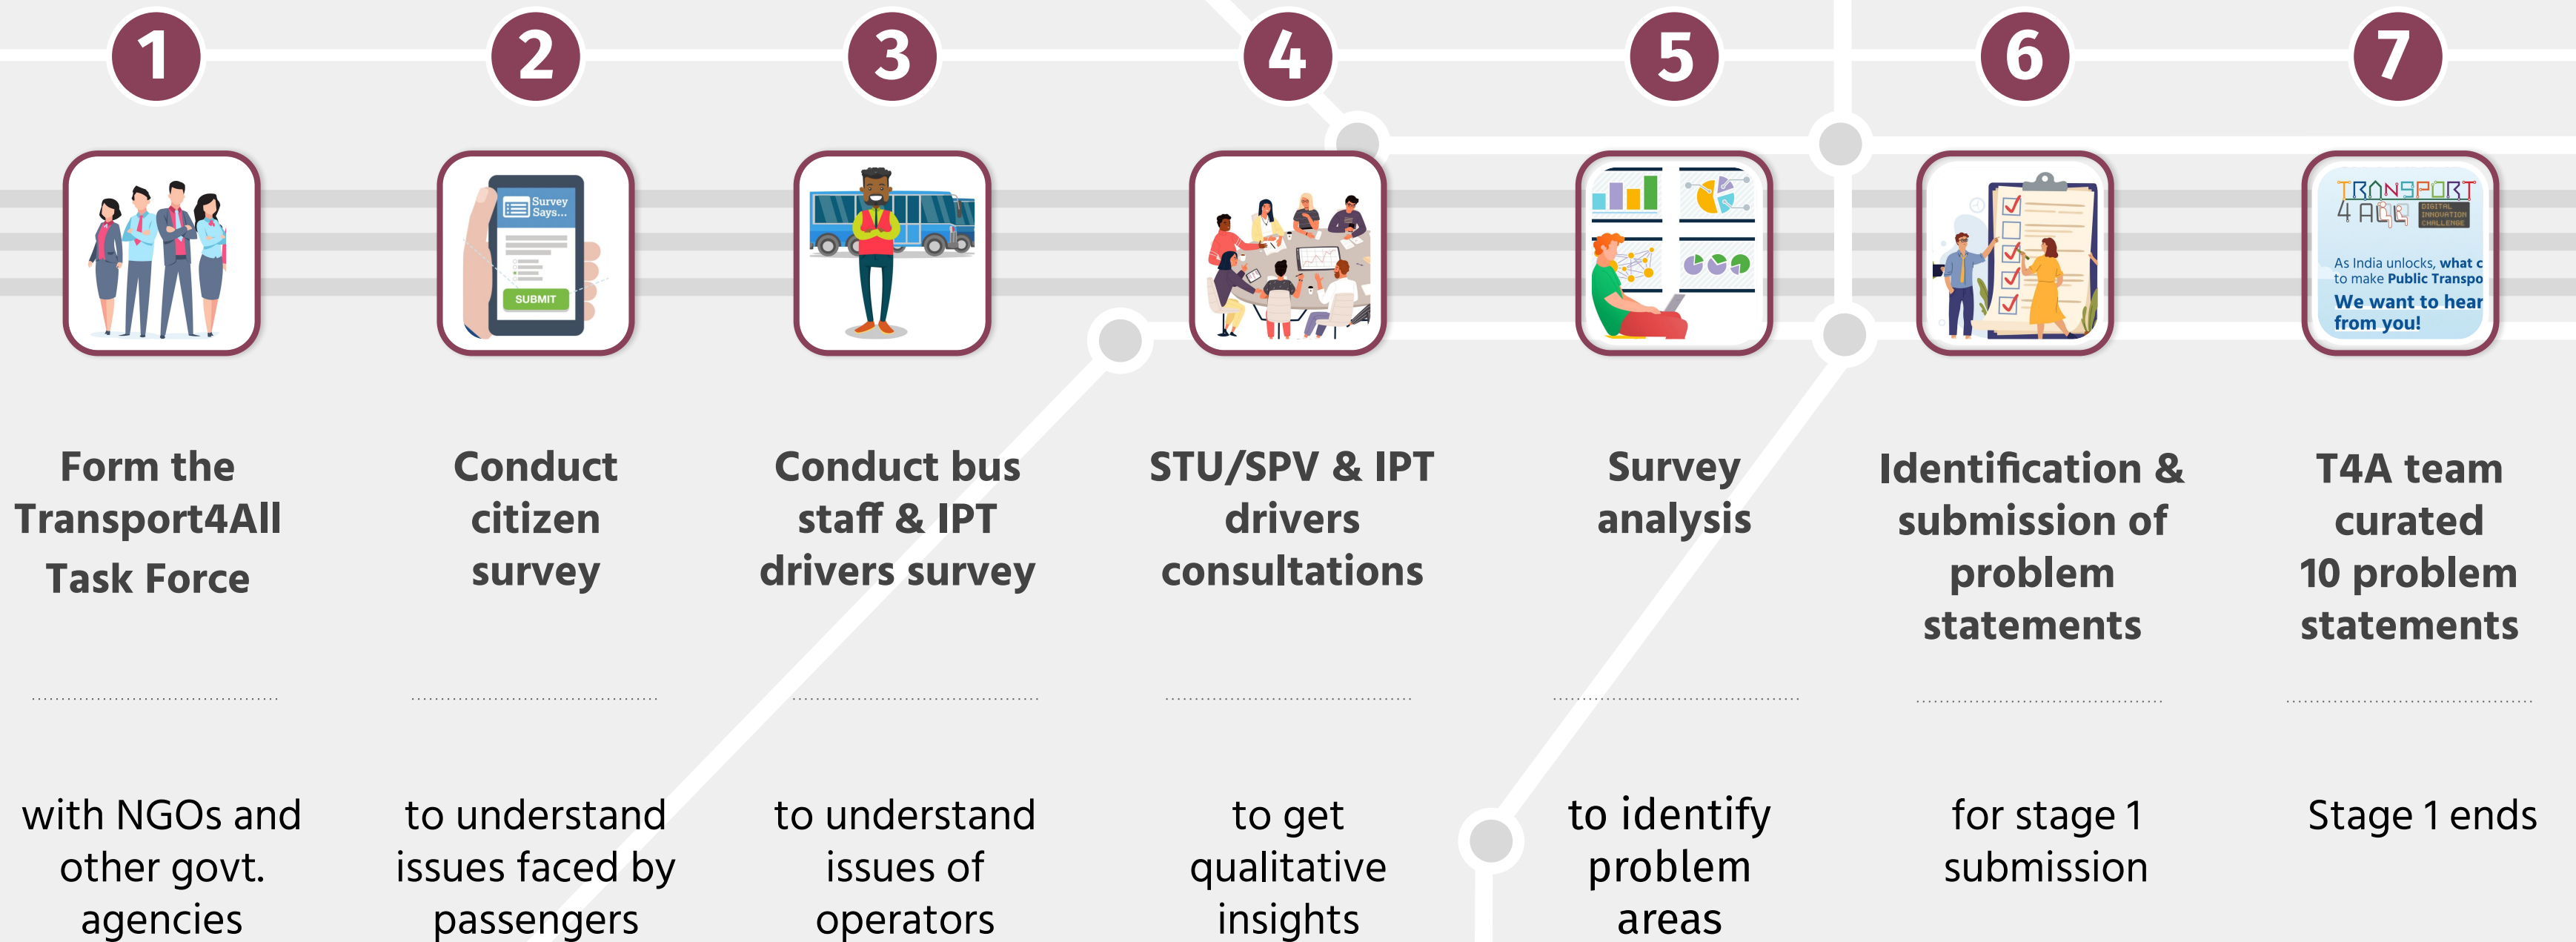 1
2
3
4
5
6
7
Survey
Says...
SUBMIT
TRANSPORT
4 ALL
DIGITAL
INNOVATION
CHALLENGE
As India unlocks, what c
to make Public Transpo
We want to hear
from you!
Form the
Transport4All
Task Force
Conduct
citizen
survey
Conduct bus
staff & IPT
drivers survey
STU/SPV & IPT
drivers
consultations
Survey
analysis
Identification &
submission of
problem
statements
T4A team
curated
10 problem
statements
with NGOs and
other govt.
agencies
to understand
issues faced by
passengers
to understand
issues of
operators
to get
qualitative
insights
to identify
problem
areas
for stage 1
submission
Stage 1 ends